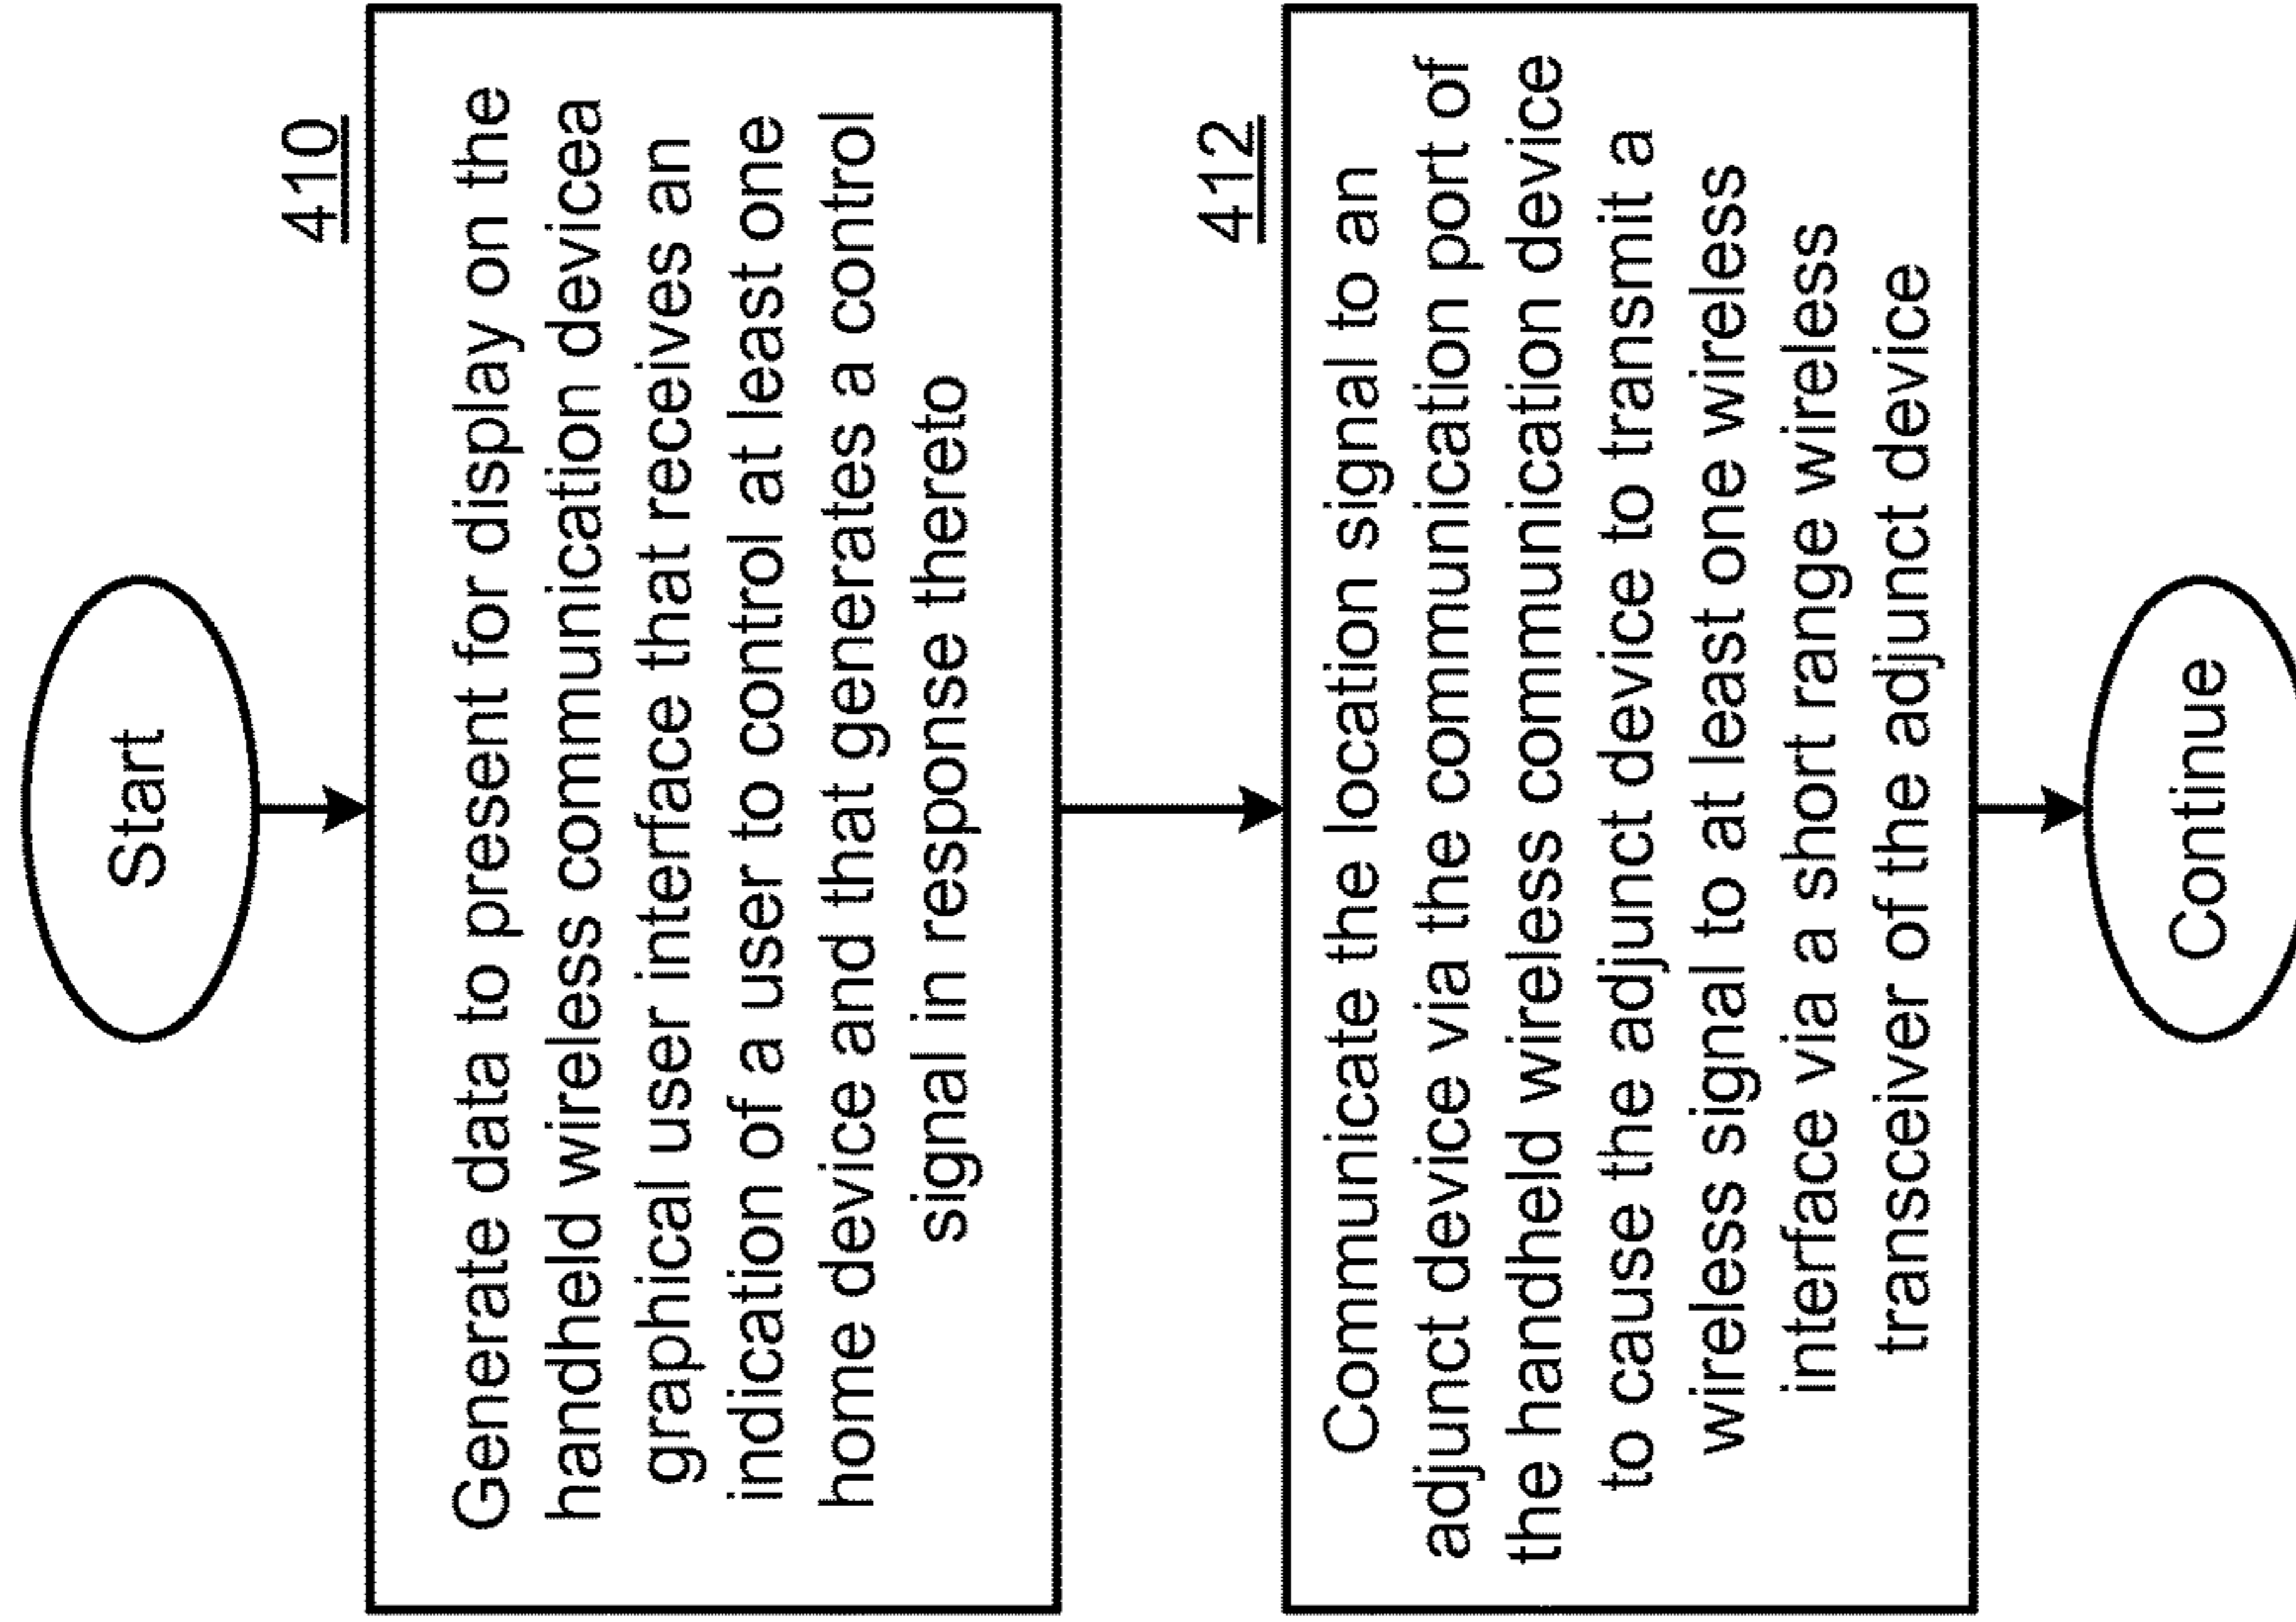 Start
410
Generate data to present for display on the
handheld wireless communication devicea
graphical user interface that receives an
indication of a user to control at least one
home device and that generates a control
signal in response thereto
412
Communicate the location signal to an
adjunct device via the communication port of
the handheld wireless communication device
to cause the adjunct device to transmit a
wireless signal to at least one wireless
interface via a short range wireless
transceiver of the adjunct device
Continue